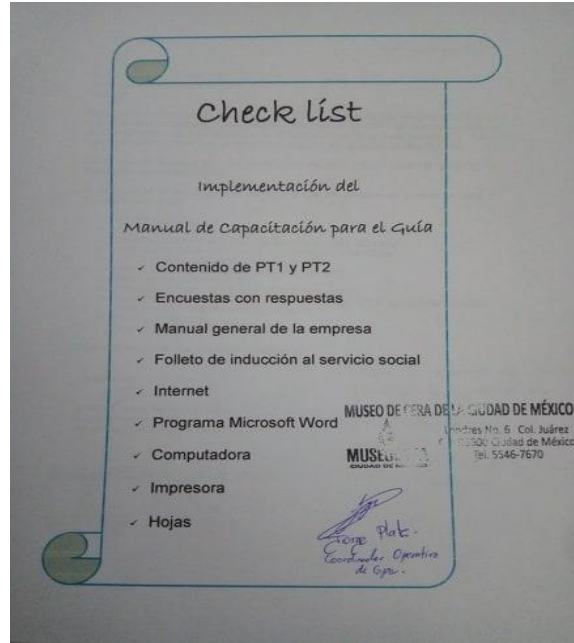 Check list
Implementación del
Manual de Capacitación para el Guía
✓ Contenido de PT1 y PT2
✓ Encuestas con respuestas
✓ Manual general de la empresa
✓ Folleto de inducción al servicio social
✓ Internet
✓ Programa Microsoft Word
✓ Computadora
✓ Impresora
✓ Hojas
MUSEO DE CERA DE LA CIUDAD DE MÉXICO
Londres No. 6 Col. Juárez
Ciudad de México
Tel. 5546-7670
Coordinador Operativo
de